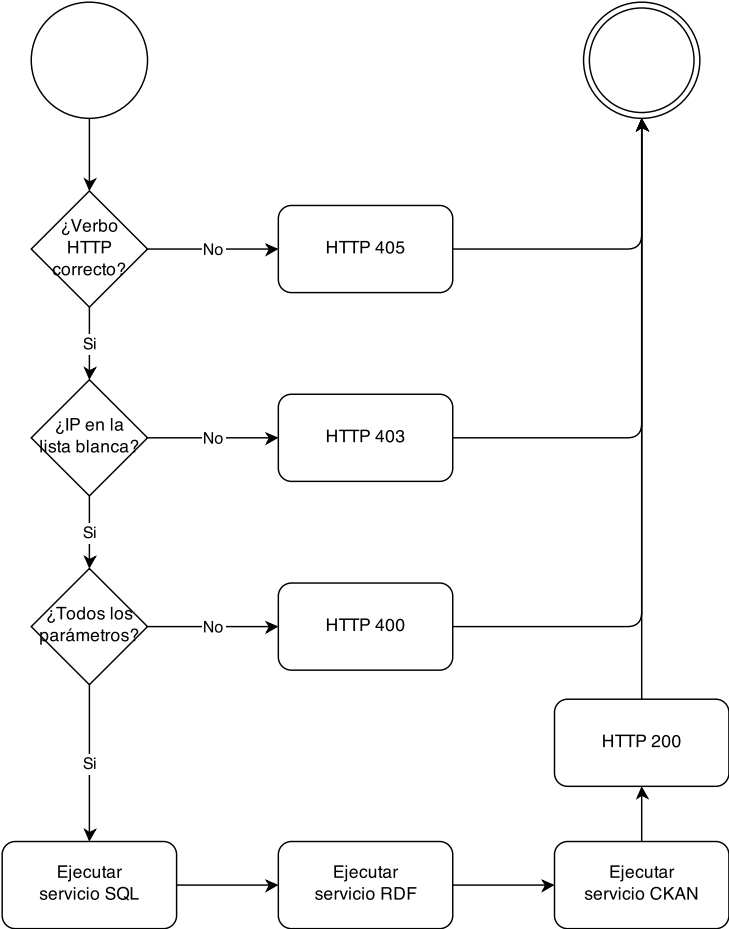 ¿Verbo
HTTP
correcto?
No
HTTP 405
Si
¿IP en la
lista blanca?
No
HTTP 403
Si
¿Todos los
parámetros?
No
HTTP 400
HTTP 200
Si
Ejecutar
servicio SQL
Ejecutar
servicio RDF
Ejecutar
servicio CKAN